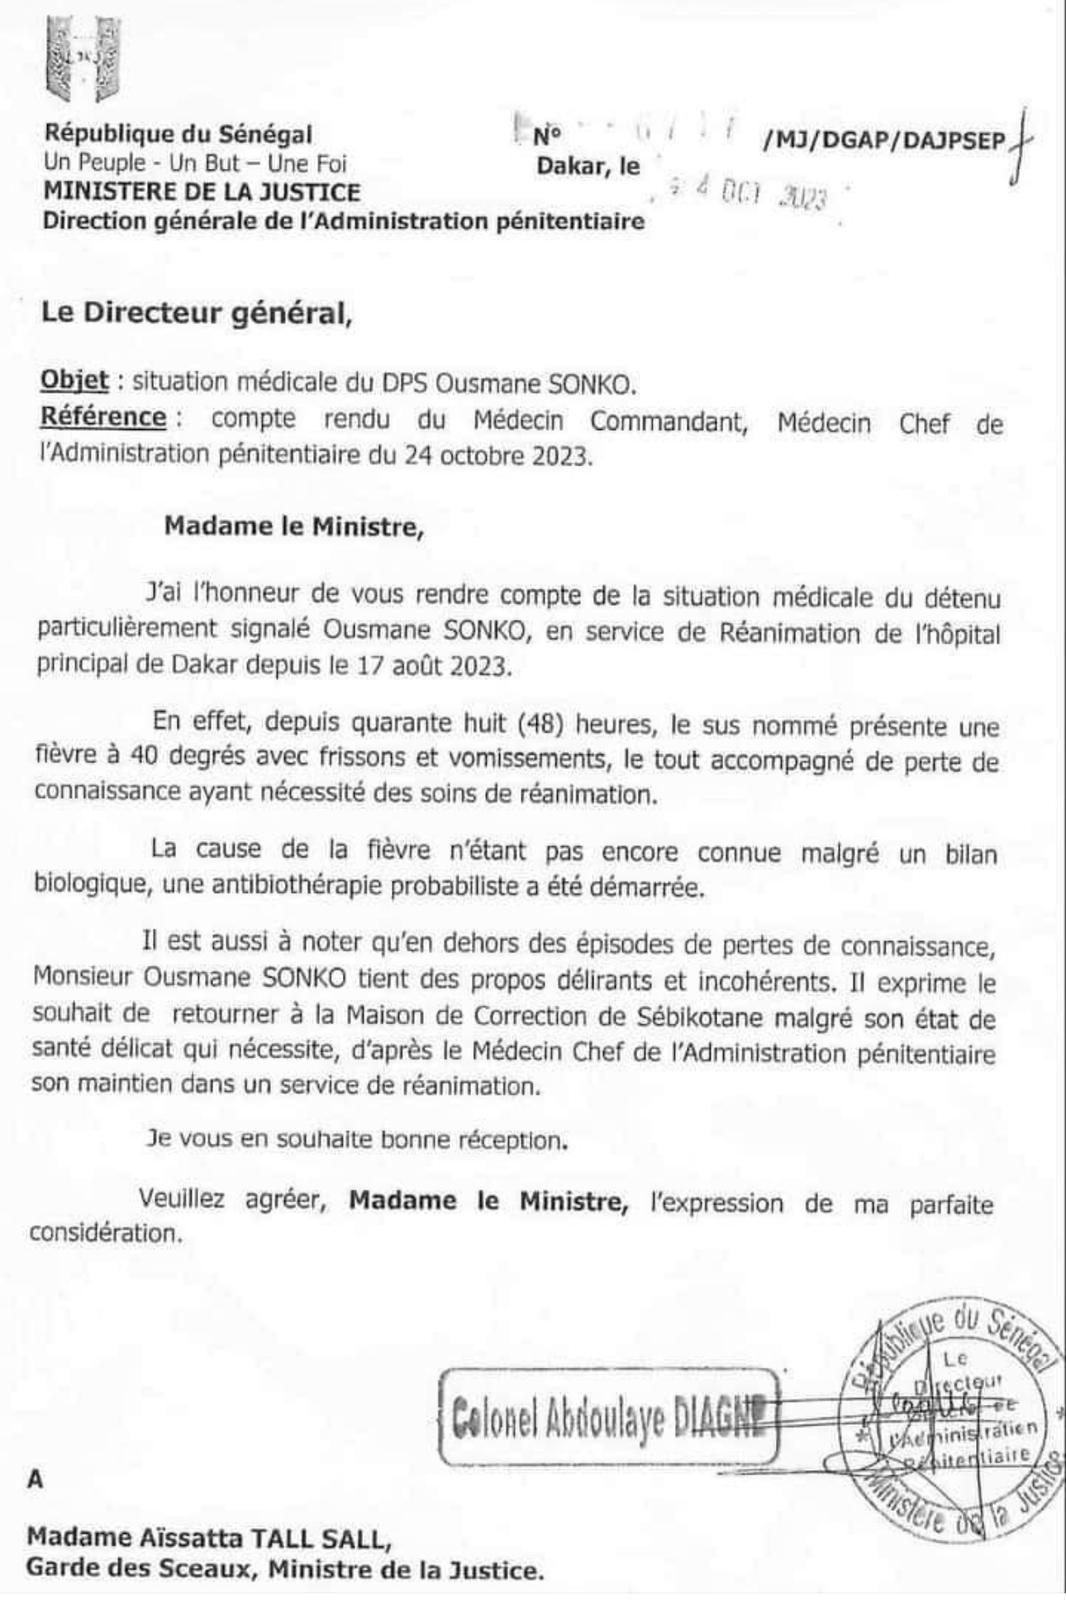 République du Sénégal
Un Peuple - Un But – Une Foi
MINISTERE DE LA JUSTICE
Direction générale de l'Administration pénitentiaire
N° /MJ/DGAP/DAJPSEP
Dakar, le
4 OCT 2023
Le Directeur général,
Objet : situation médicale du DPS Ousmane SONKO.
Référence : compte rendu du Médecin Commandant, Médecin Chef de
l'Administration pénitentiaire du 24 octobre 2023.
Madame le Ministre,
J'ai l'honneur de vous rendre compte de la situation médicale du détenu
particulièrement signalé Ousmane SONKO, en service de Réanimation de l'hôpital
principal de Dakar depuis le 17 août 2023.
En effet, depuis quarante huit (48) heures, le sus nommé présente une
fièvre à 40 degrés avec frissons et vomissements, le tout accompagné de perte de
connaissance ayant nécessité des soins de réanimation.
La cause de la fièvre n'étant pas encore connue malgré un bilan
biologique, une antibiothérapie probabiliste a été démarrée.
Il est aussi à noter qu'en dehors des épisodes de pertes de connaissance,
Monsieur Ousmane SONKO tient des propos délirants et incohérents. Il exprime le
souhait de retourner à la Maison de Correction de Sébikotane malgré son état de
santé délicat qui nécessite, d'après le Médecin Chef de l'Administration pénitentiaire
son maintien dans un service de réanimation.
Je vous en souhaite bonne réception.
Veuillez agréer, Madame le Ministre, l'expression de ma parfaite
considération.
Colonel Abdoulaye DIAGNE
République du Sénégal
Le
Directeur
l'Administration
Pénitentiaire
Ministère de la Justice
A
Madame Aïssatta TALL SALL,
Garde des Sceaux, Ministre de la Justice.